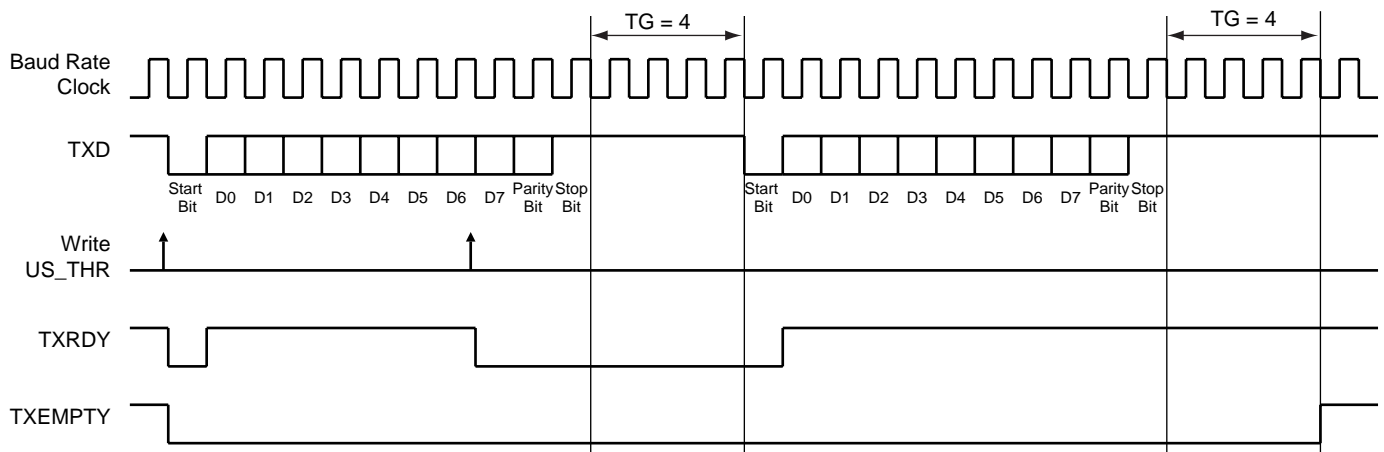 TG = 4
TG = 4
Baud Rate
Clock
TXD
Start
Bit
D0
D1
D2
D3
D4
D5
D6
D7
Parity
Bit
Stop
Bit
Start
Bit
D0
D1
D2
D3
D4
D5
D6
D7
Parity
Bit
Stop
Bit
Write
US_THR
TXRDY
TXEMPTY